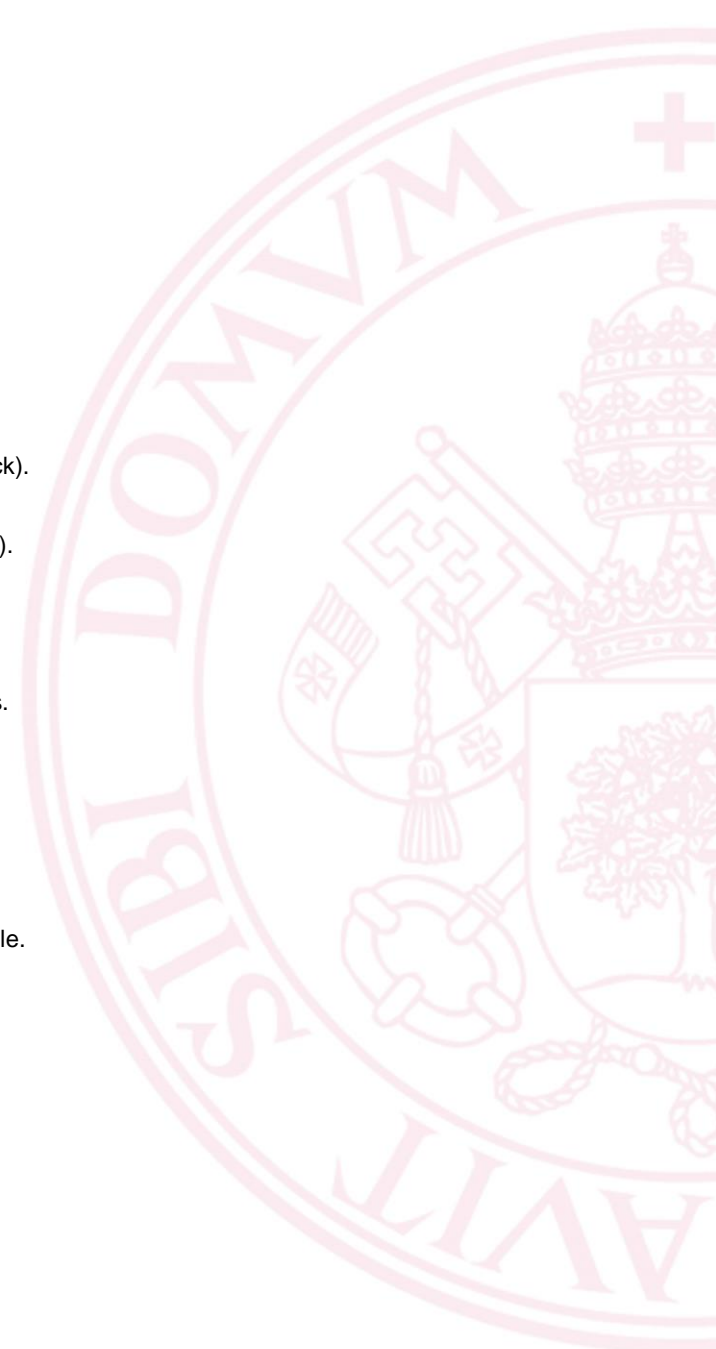 DOMVM +
ck).
).
s.
SIBI
le.
AVIT